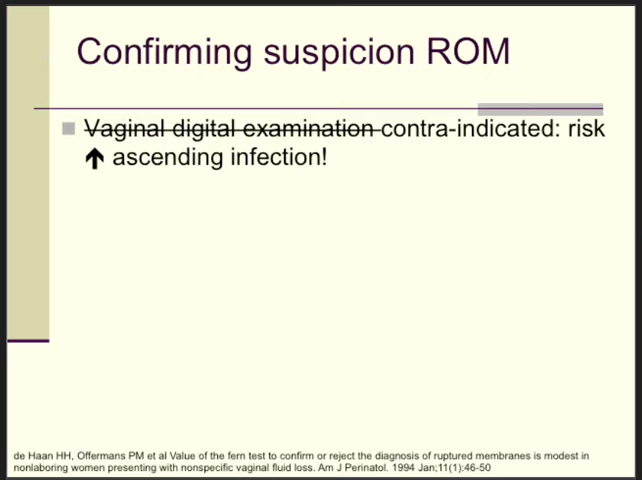 Confirming suspicion ROM
Vaginal digital examination contra-indicated: risk
↑ ascending infection!
de Haan HH, Offermans PM et al Value of the fern test to confirm or reject the diagnosis of ruptured membranes is modest in
nonlaboring women presenting with nonspecific vaginal fluid loss. Am J Perinatol. 1994 Jan;11(1):46-50